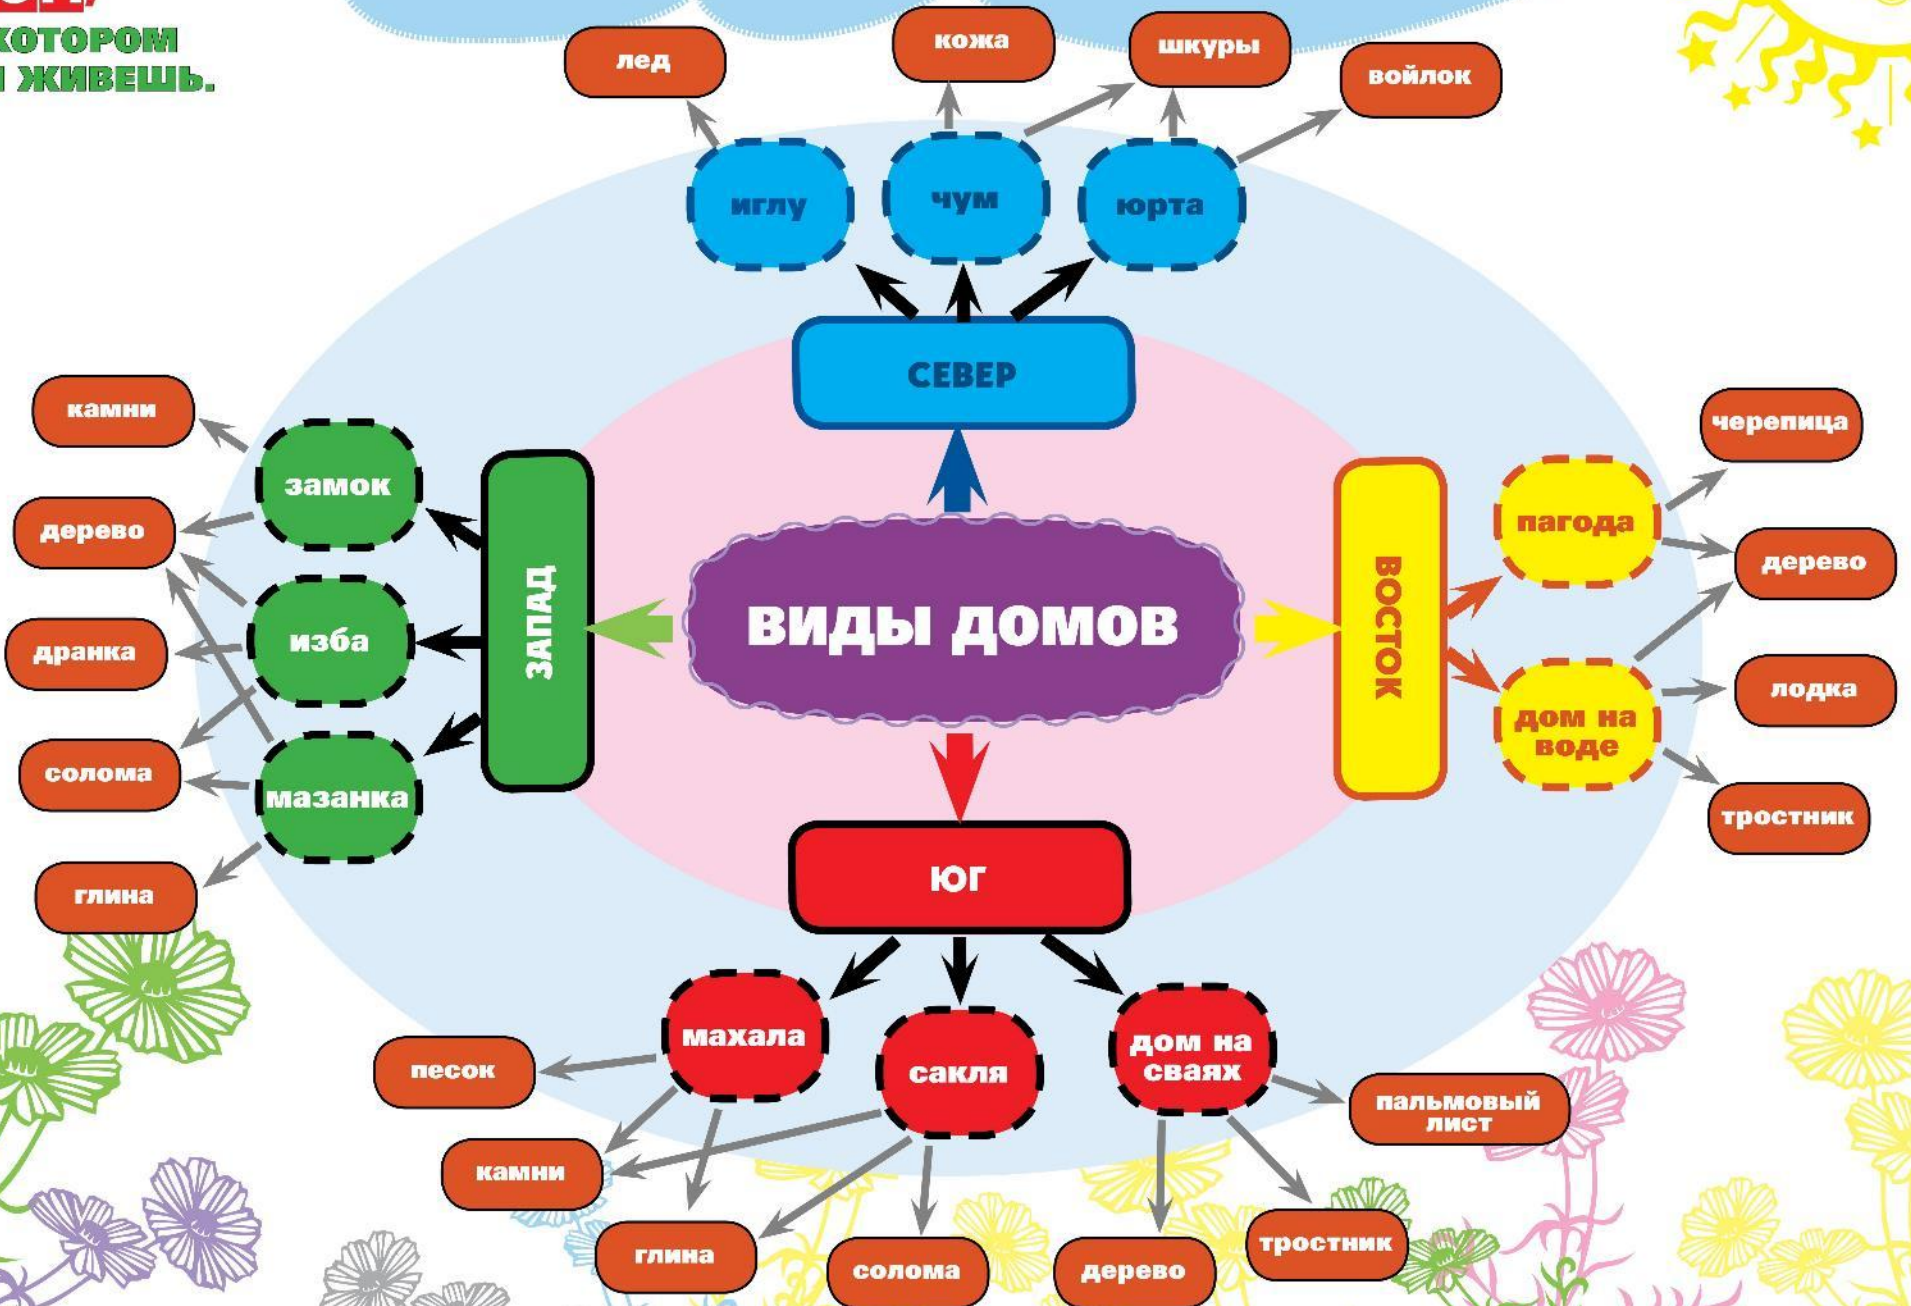 КОТОРОМ
ЖИВЕШЬ.
лед
кожа
шкуры
войлок
иглу
чум
юрта
СЕВЕР
камни
дерево
дранка
солома
глина
замок
изба
мазанка
ЗАПАД
ВИДЫ ДОМОВ
ВОСТОК
пагода
дом на
воде
черепица
дерево
лодка
тростник
ЮГ
махала
сакля
дом на
сваях
песок
камни
глина
солома
дерево
тростник
пальмовый
лист